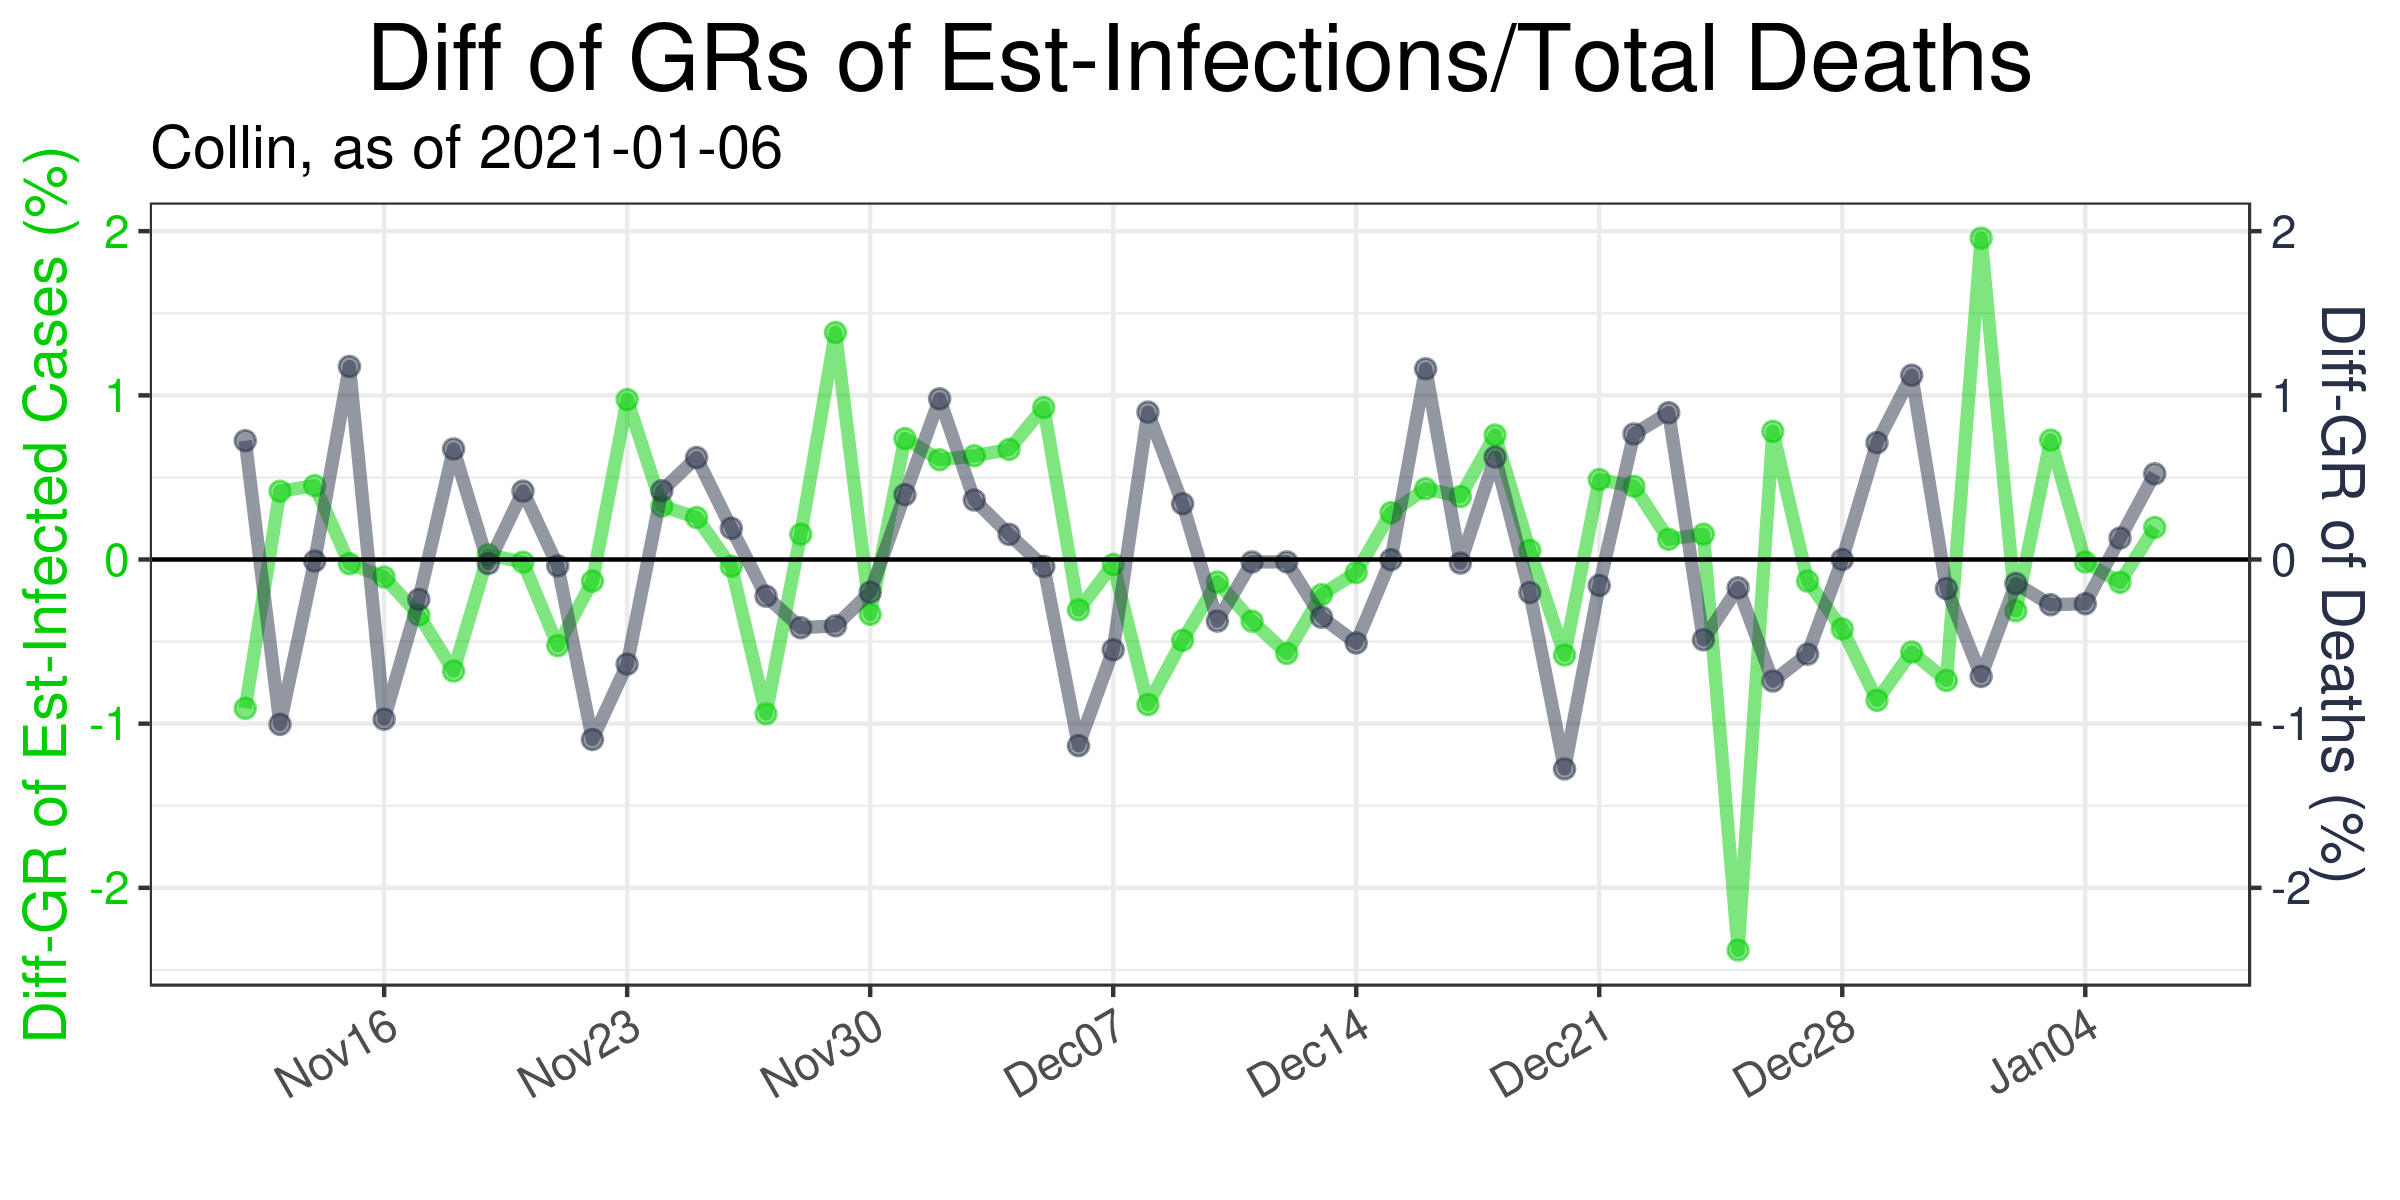 Diff of GRs of Est-Infections/Total Deaths
Collin, as of 2021-01-06
Diff-GR of Est-Infected Cases (%)
2
1
0
-1
-2
2
1
0
-1
-2
Diff-GR of Deaths (%)
Nov16
Nov23
Nov30
Dec07
Dec14
Dec21
Dec28
Jan04